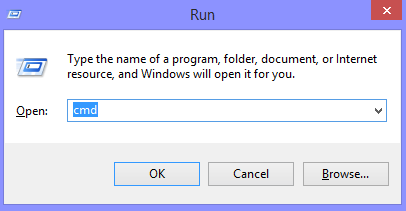 Run
Type the name of a program, folder, document, or Internet
resource, and Windows will open it for you.
Open: cmd
OK Cancel Browse...